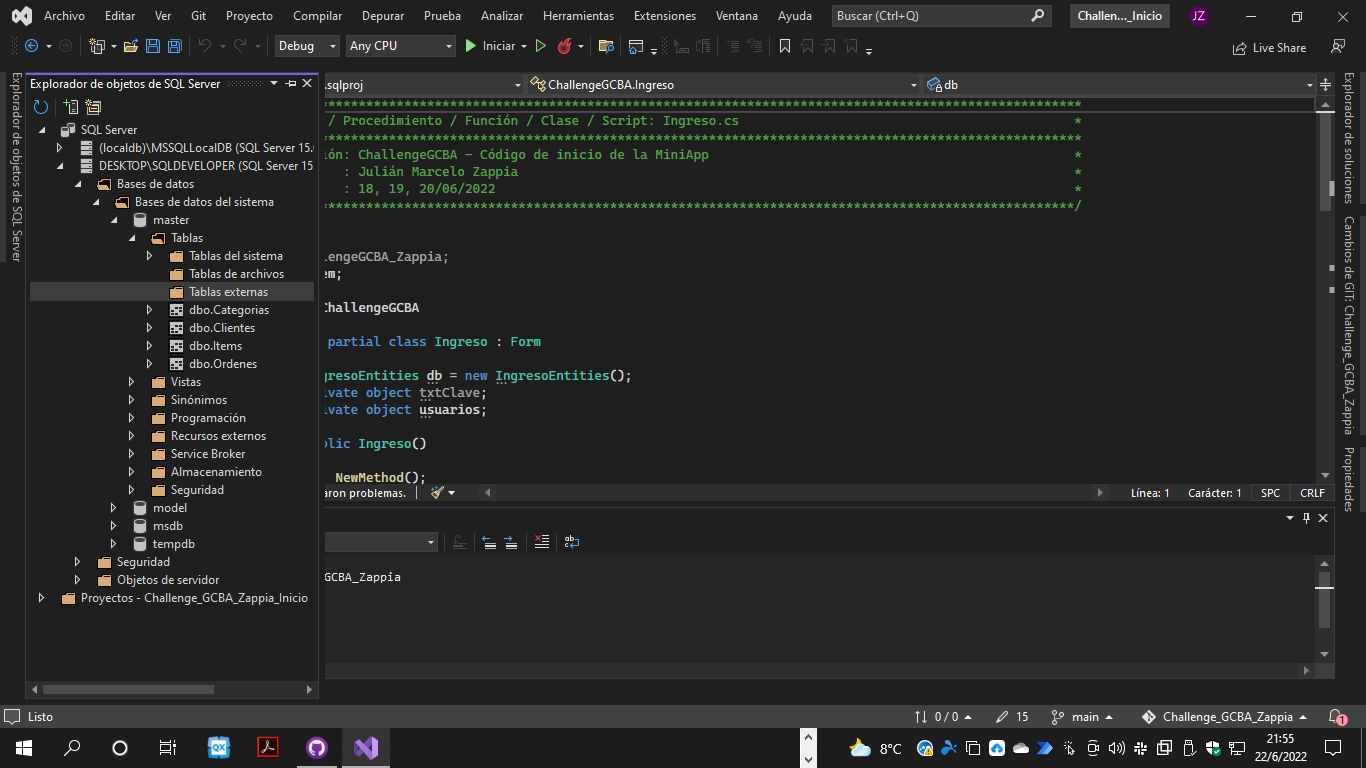 Archivo Editar Ver Git Proyecto Compilar Depurar Prueba Analizar Herramientas Extensiones Ventana Ayuda Buscar (Ctrl+Q) Challen..._Inicio JZ
Debug Any CPU Iniciar Live Share
Explorador de objetos de SQL Server
Explorador de objetos de SQL Server
SQL Server
(localdb)\MSSQLLocalDB (SQL Server 15.
DESKTOP\SQLDEVELOPER (SQL Server 15
Bases de datos
Bases de datos del sistema
master
Tablas
Tablas del sistema
Tablas de archivos
Tablas externas
dbo.Categorias
dbo.Clientes
dbo.Items
dbo.Ordenes
Vistas
Sinónimos
Programación
Recursos externos
Service Broker
Almacenamiento
Seguridad
model
msdb
tempdb
Seguridad
Objetos de servidor
Proyectos - Challenge_GCBA_Zappia_Inicio
.sqlproj ChallengeGCBA.Ingreso db
/ Procedimiento / Función / Clase / Script: Ingreso.cs *
ión: ChallengeGCBA - Código de inicio de la MiniApp *
: Julián Marcelo Zappia *
: 18, 19, 20/06/2022 *
lengeGCBA_Zappia;
em;
ChallengeGCBA
partial class Ingreso : Form
gresoEntities db = new IngresoEntities();
ivate object txtClave;
ivate object usuarios;
blic Ingreso()
NewMethod();
aron problemas. Línea: 1 Carácter: 1 SPC CRLF
GCBA_Zappia
Explorador de soluciones
Cambios de GIT: Challenge_GCBA_Zappia
Propiedades
Listo 0 / 0 15 main Challenge_GCBA_Zappia 1
8°C 21:55
22/6/2022